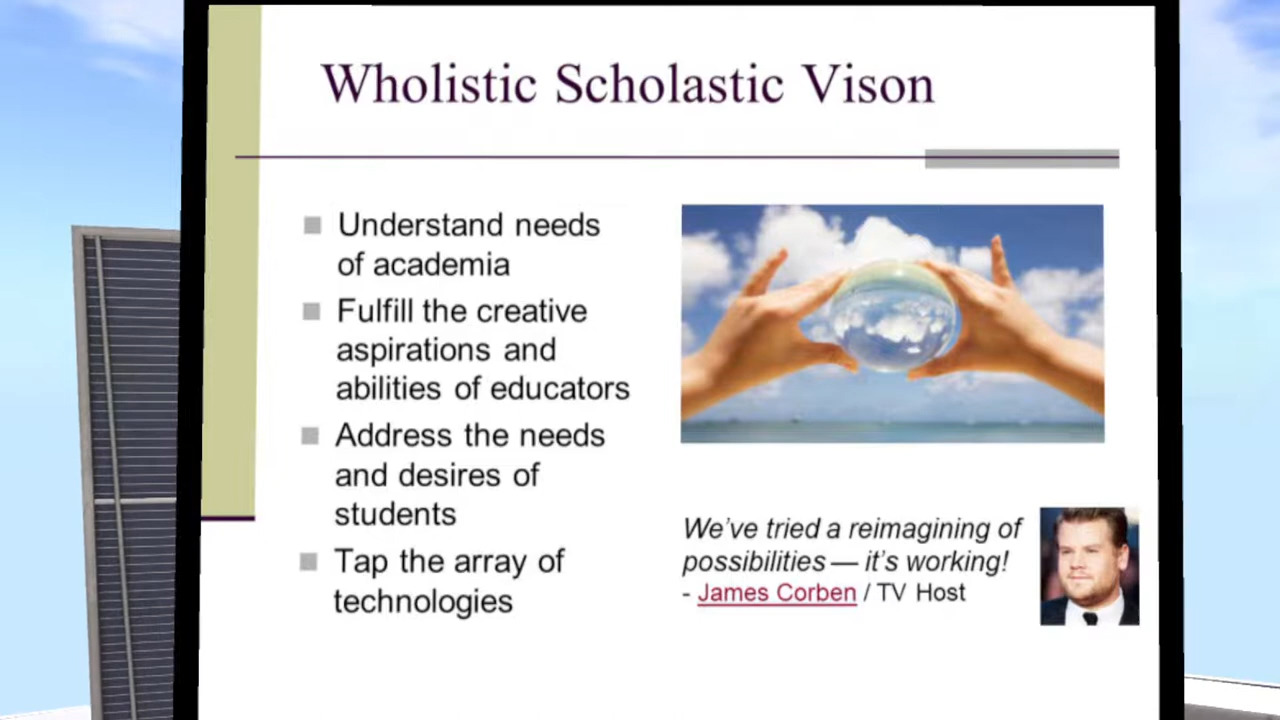 Wholistic Scholastic Vison
Understand needs
of academia
Fulfill the creative
aspirations and
abilities of educators
Address the needs
and desires of
students
Tap the array of
technologies
We’ve tried a reimagining of
possibilities — it’s working!
- James Corben / TV Host